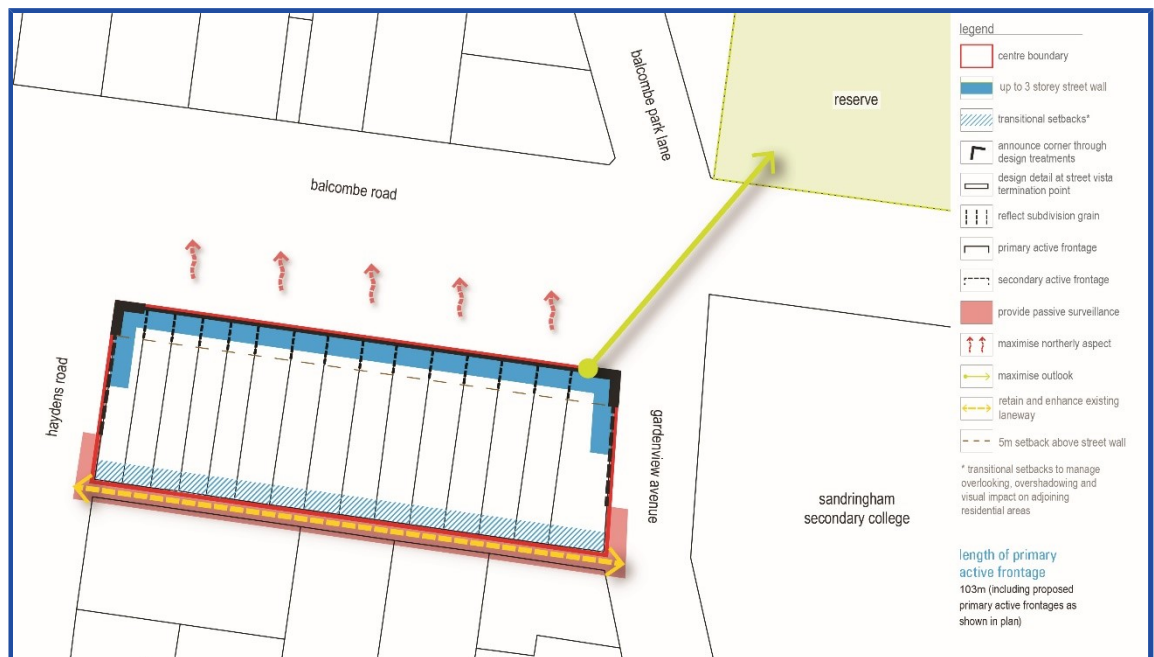 balcombe road
balcombe park lane
reserve
haydens road
gardenview avenue
sandringham
secondary college
legend
centre boundary
up to 3 storey street wall
transitional setbacks*
announce corner through
design treatments
design detail at street vista
termination point
reflect subdivision grain
primary active frontage
secondary active frontage
provide passive surveillance
maximise northerly aspect
maximise outlook
retain and enhance existing
laneway
5m setback above street wall
* transitional setbacks to manage
overlooking, overshadowing and
visual impact on adjoining
residential areas
length of primary
active frontage
103m (including proposed
primary active frontages as
shown in plan)